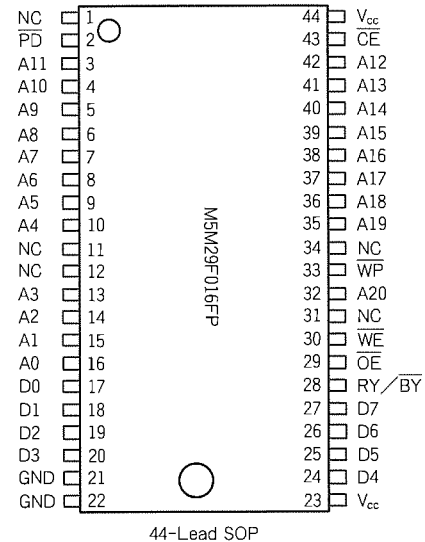 NC 1 44 Vcc
PD 2 43 CE
A11 3 42 A12
A10 4 41 A13
A9 5 40 A14
A8 6 39 A15
A7 7 38 A16
A6 8 37 A17
A5 9 36 A18
A4 10 35 A19
NC 11 34 NC
NC 12 33 WP
A3 13 32 A20
A2 14 31 NC
A1 15 30 WE
A0 16 29 OE
D0 17 28 RY/BY
D1 18 27 D7
D2 19 26 D6
D3 20 25 D5
GND 21 24 D4
GND 22 23 Vcc
M5M29F016FP
44-Lead SOP